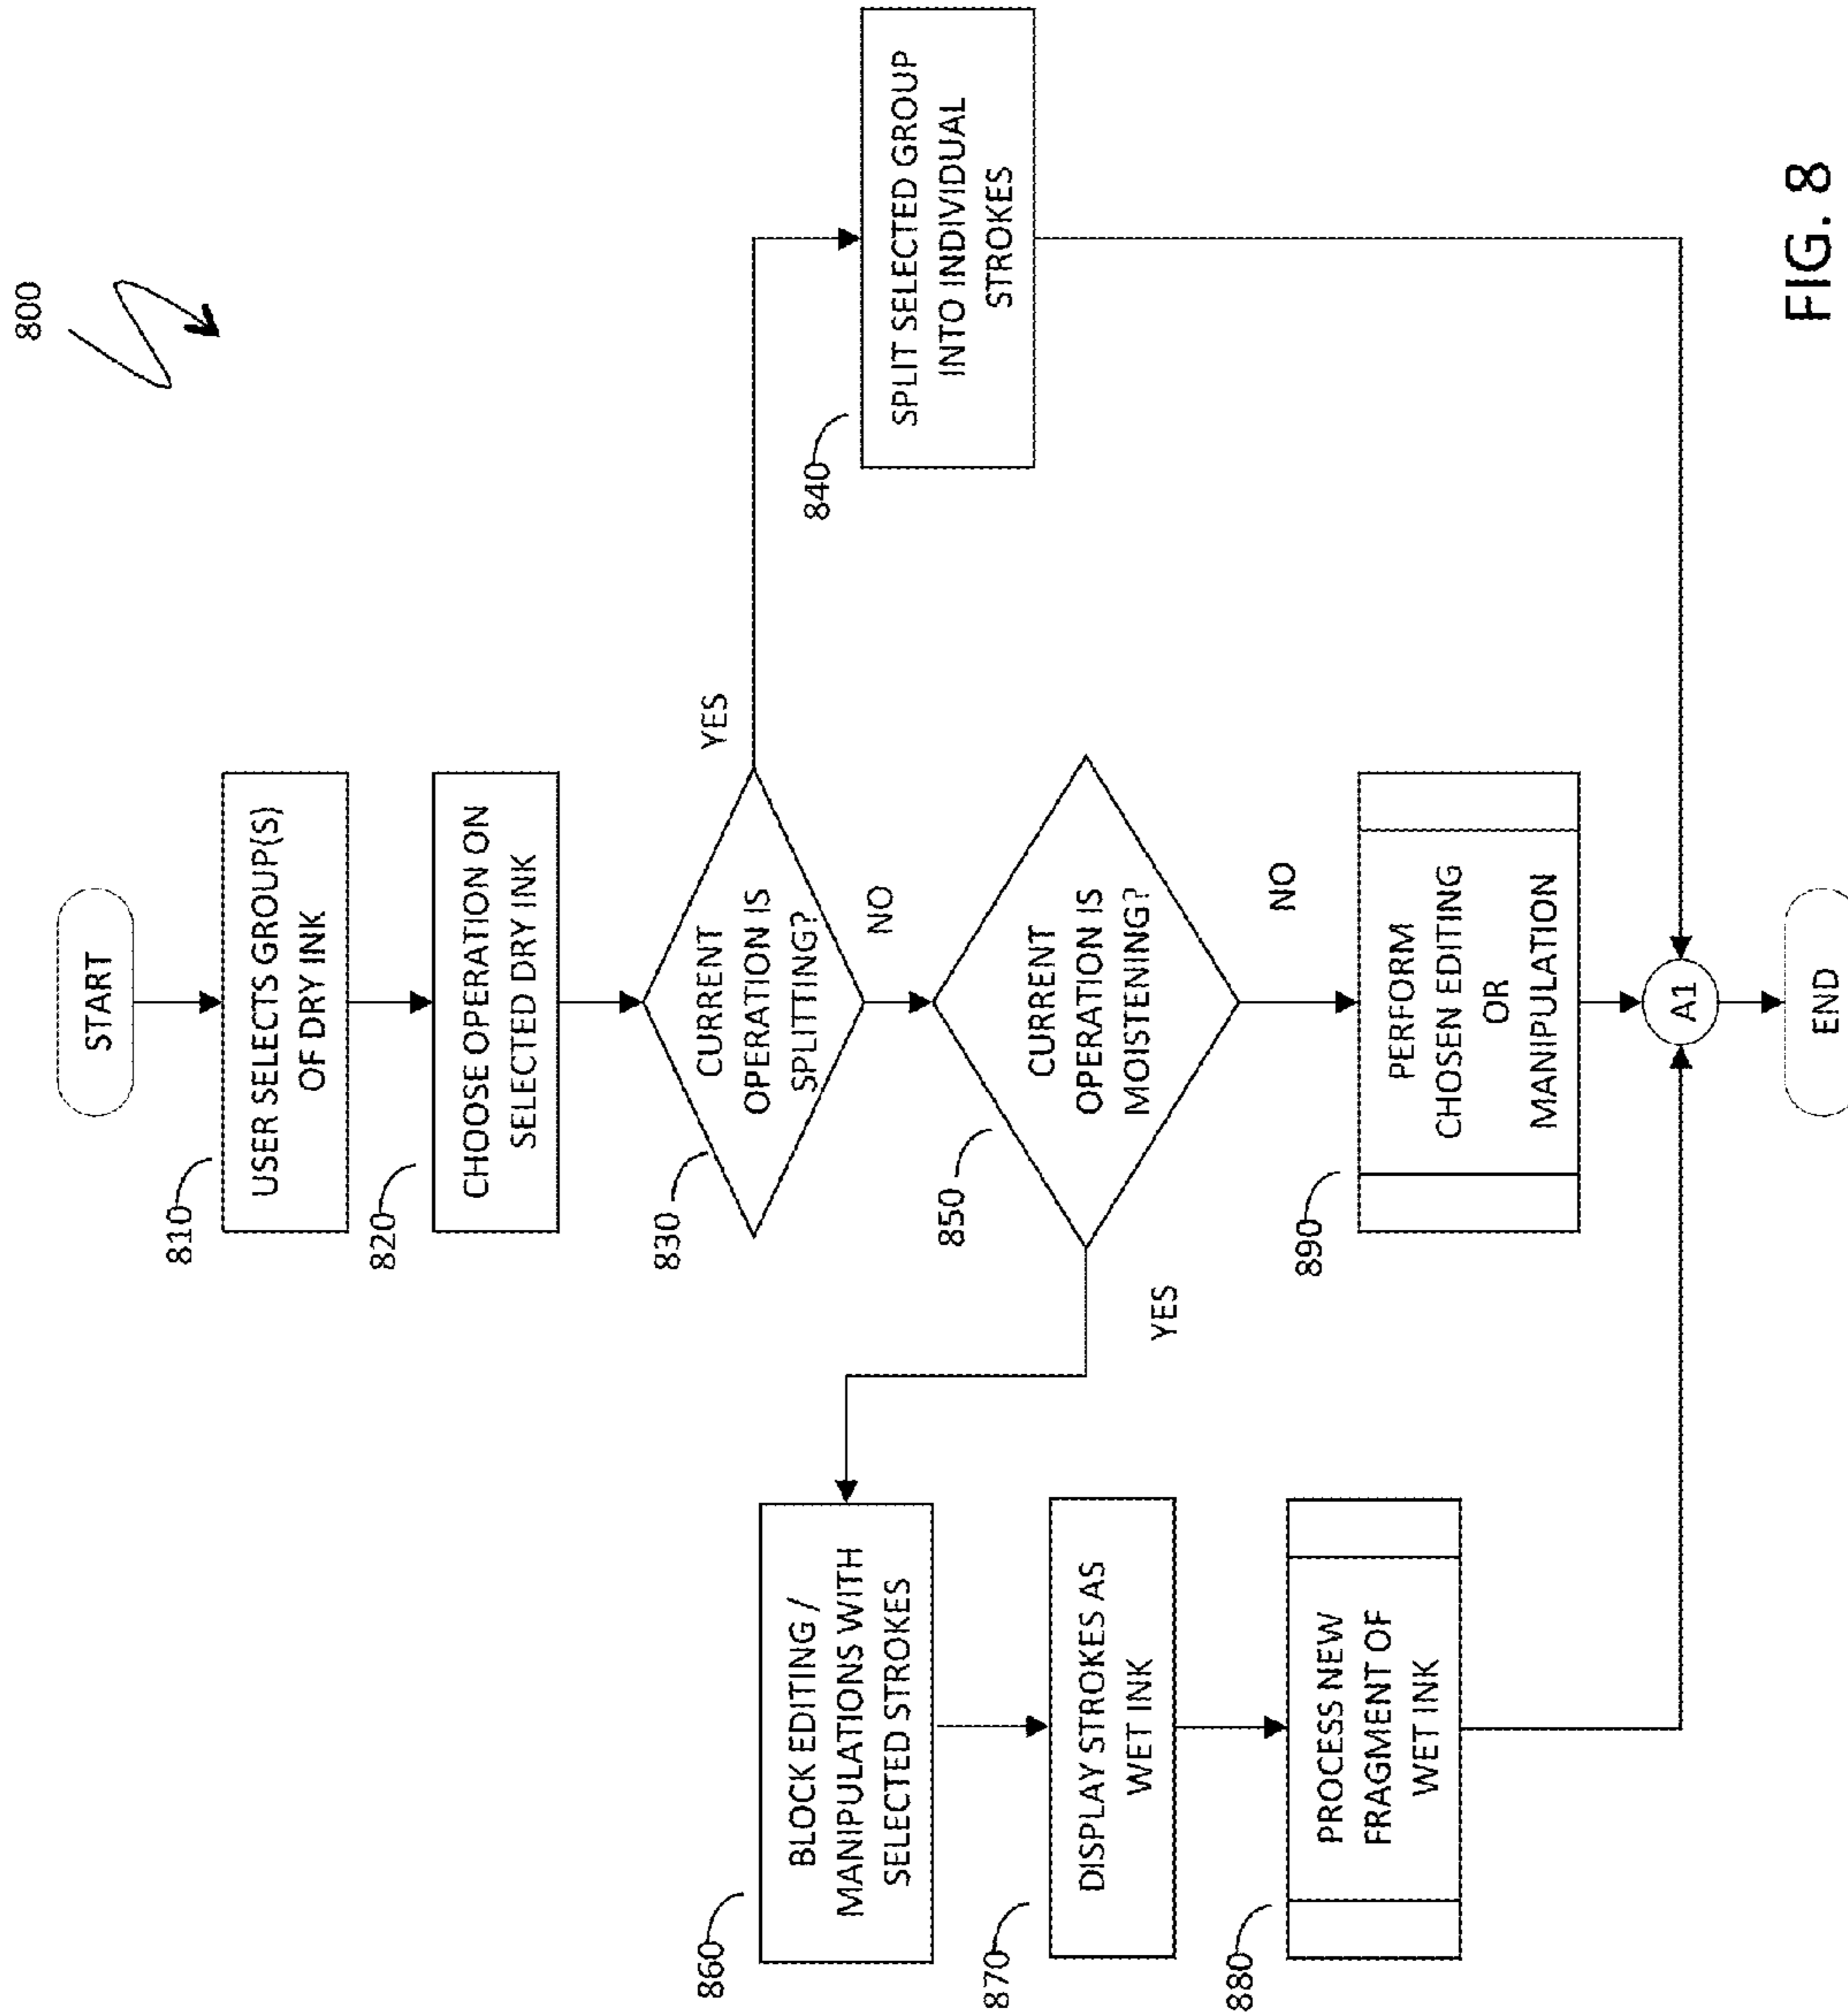 800
START
810
USER SELECTS GROUP(S)
OF DRY INK
820
CHOOSE OPERATION ON
SELECTED DRY INK
830
CURRENT
OPERATION IS
SPLITTING?
YES
NO
840
SPLIT SELECTED GROUP
INTO INDIVIDUAL
STROKES
850
CURRENT
OPERATION IS
MOISTENING?
YES
NO
860
BLOCK EDITING /
MANIPULATIONS WITH
SELECTED STROKES
870
DISPLAY STROKES AS
WET INK
880
PROCESS NEW
FRAGMENT OF
WET INK
890
PERFORM
CHOSEN EDITING
OR
MANIPULATION
A1
END
FIG. 8